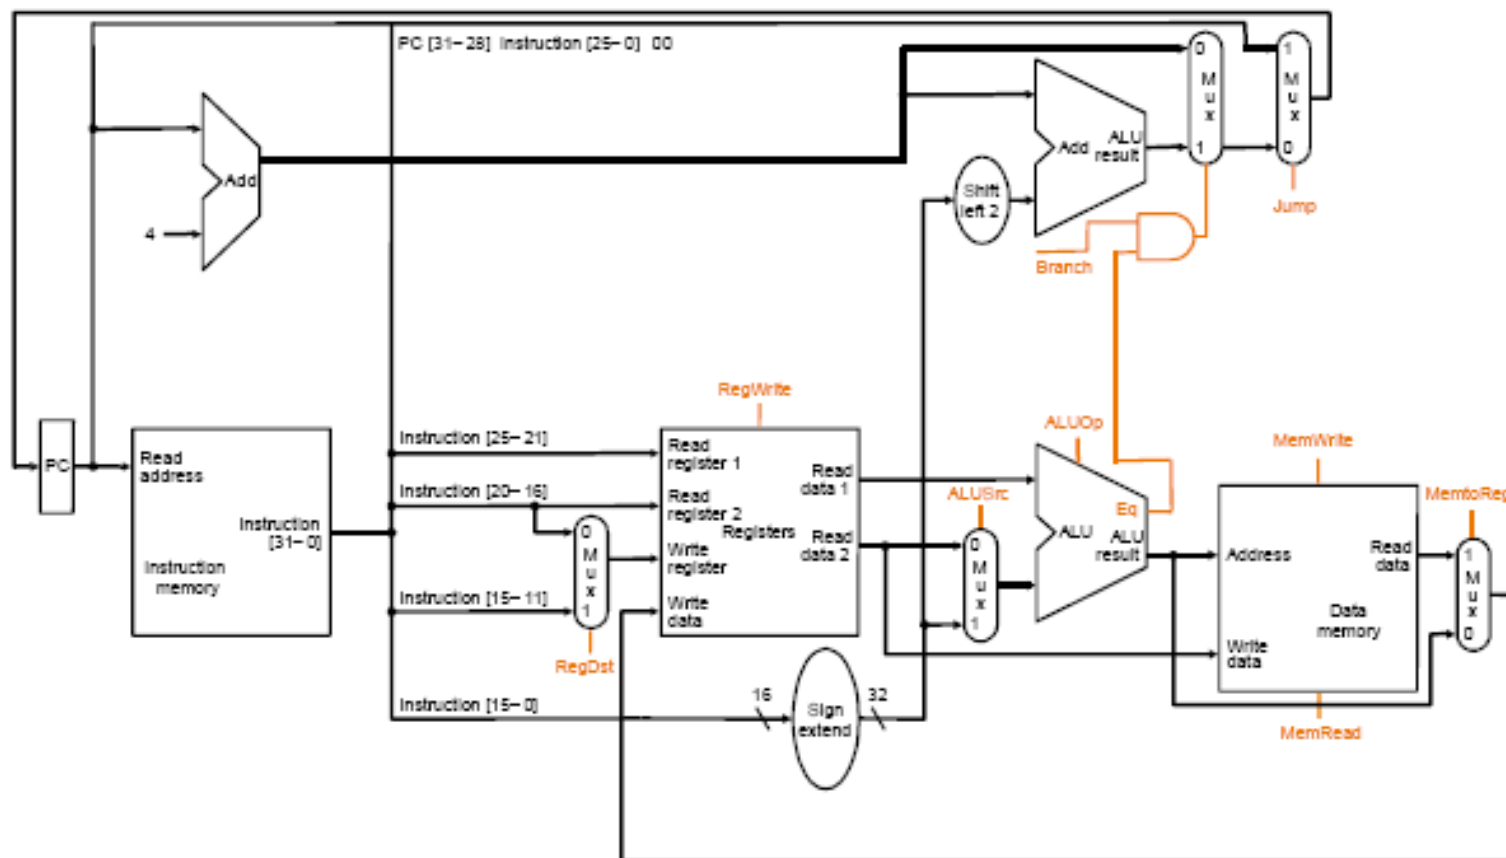 PC [31-28] Instruction [25-0] 00
0
M
u
x
1
1
M
u
x
0
Add
ALU
result
Add
4
Shift
left 2
Jump
Branch
RegWrite
ALUOp
MemWrite
PC
Read
address
Instruction
[31-0]
Instruction
memory
Instruction [25-21]
Instruction [20-16]
Instruction [15-11]
Instruction [15-0]
0
M
u
x
1
RegDst
Read
register 1
Read
register 2
Write
register
Write
data
Registers
Read
data 1
Read
data 2
ALUSrc
0
M
u
x
1
Eq
ALU
ALU
result
Address
Write
data
Read
data
Data
memory
MemRead
MemtoReg
1
M
u
x
0
16
Sign
extend
32